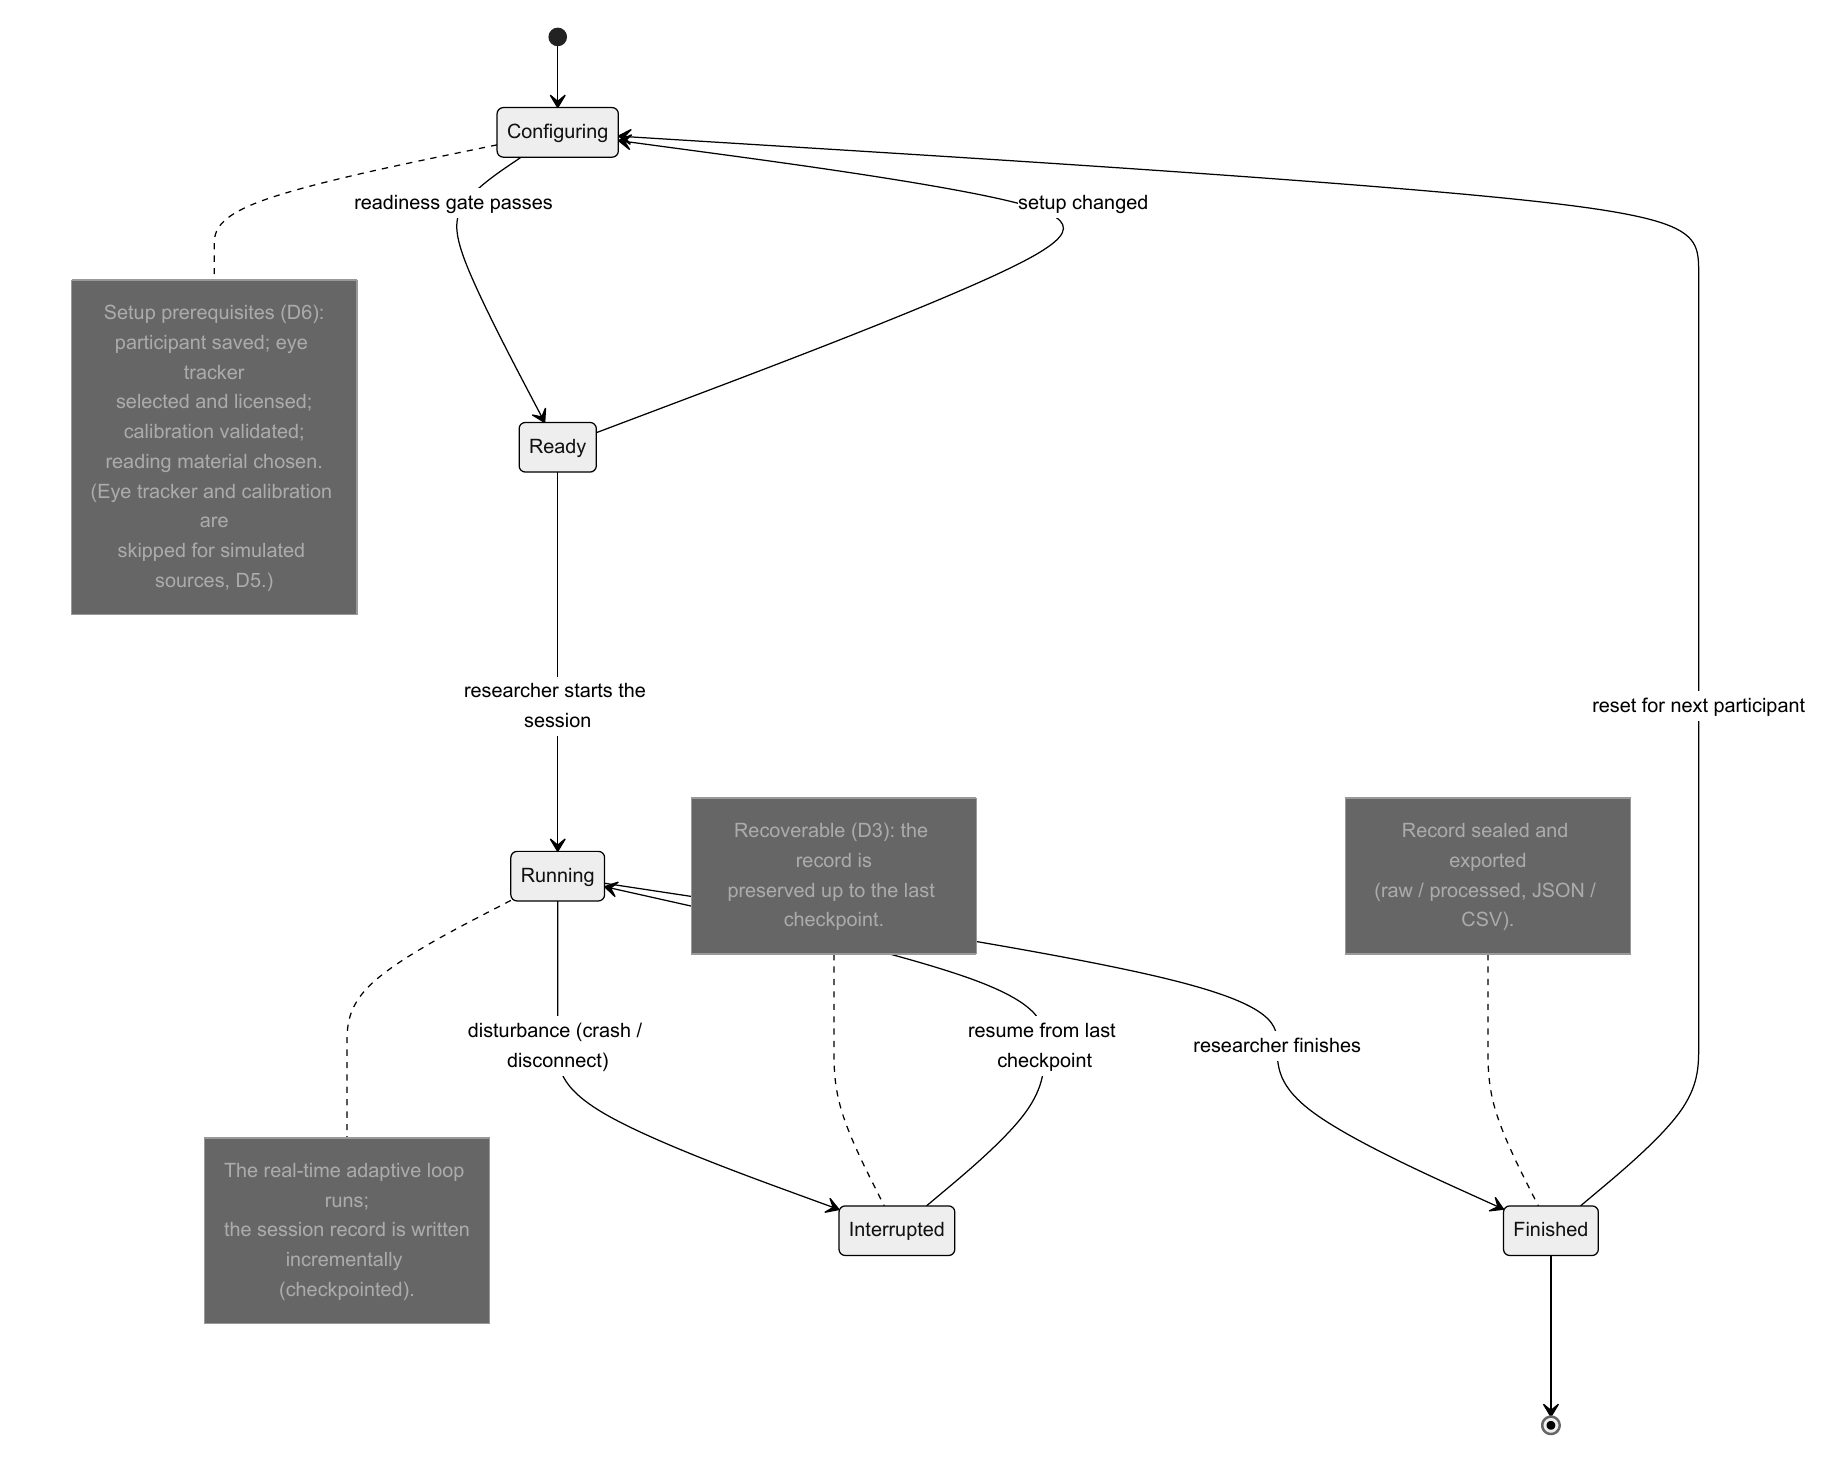 Configuring
readiness gate passes
setup changed
Setup prerequisites (D6):
participant saved; eye
tracker
selected and licensed;
calibration validated;
reading material chosen.
(Eye tracker and calibration
are
skipped for simulated
sources, D5.)
Ready
researcher starts the
session
reset for next participant
Running
Recoverable (D3): the
record is
preserved up to the last
checkpoint.
Record sealed and
exported
(raw / processed, JSON /
CSV).
disturbance (crash /
disconnect)
resume from last
checkpoint
researcher finishes
The real-time adaptive loop
runs;
the session record is written
incrementally
(checkpointed).
Interrupted
Finished